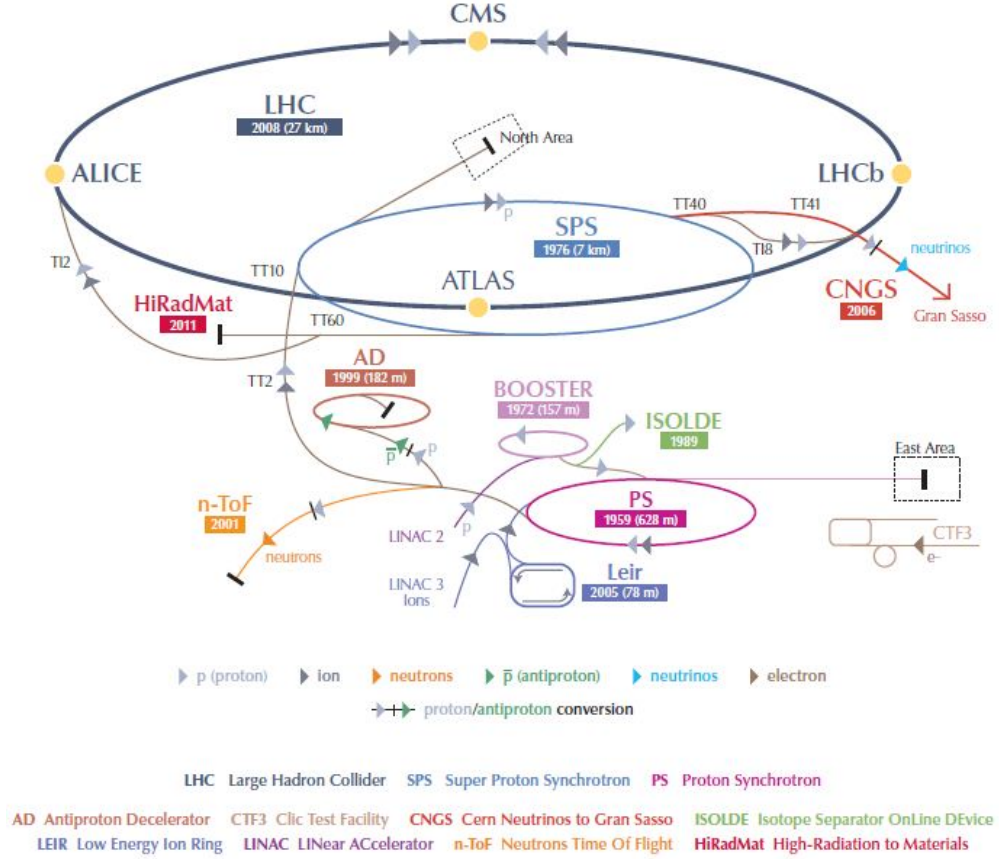 CMS
LHC
2008 (27 km)
North Area
ALICE
LHCb
TT40
TT41
SPS
1976 (7 km)
p
TI8
neutrinos
TI2
TT10
ATLAS
CNGS
2006
Gran Sasso
HiRadMat
2011
TT60
AD
1999 (182 m)
TT2
BOOSTER
1972 (157 m)
ISOLDE
1989
p̅
p
East Area
n-ToF
2001
PS
1959 (628 m)
LINAC 2
p
neutrons
CTF3
e-
LINAC 3
Ions
Leir
2005 (78 m)
p (proton) ion neutrons p̅ (antiproton) neutrinos electron
proton/antiproton conversion
LHC Large Hadron Collider SPS Super Proton Synchrotron PS Proton Synchrotron
AD Antiproton Decelerator CTF3 Clic Test Facility CNGS Cern Neutrinos to Gran Sasso ISOLDE Isotope Separator OnLine DEvice
LEIR Low Energy Ion Ring LINAC LINear ACcelerator n-ToF Neutrons Time Of Flight HiRadMat High-Radiation to Materials